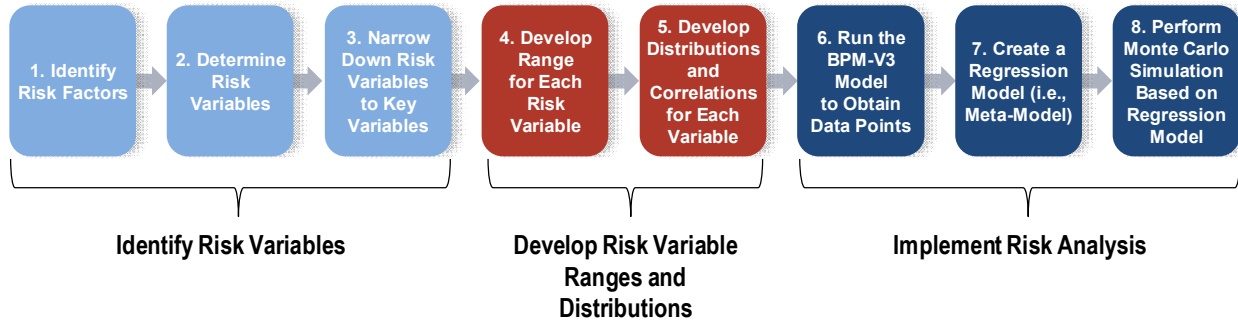 1. Identify
Risk Factors
2. Determine
Risk
Variables
3. Narrow
Down Risk
Variables
to Key
Variables
4. Develop
Range
for Each
Risk
Variable
5. Develop
Distributions
and
Correlations
for Each
Variable
6. Run the
BPM-V3
Model
to Obtain
Data Points
7. Create a
Regression
Model (i.e.,
Meta-Model)
8. Perform
Monte Carlo
Simulation
Based on
Regression
Model
Identify Risk Variables
Develop Risk Variable
Ranges and
Distributions
Implement Risk Analysis